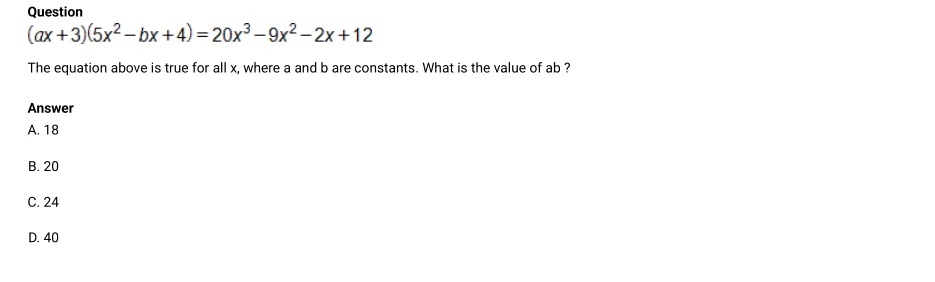 Question
(ax+3)(5x²−bx+4)=20x³−9x²−2x+12
The equation above is true for all x, where a and b are constants. What is the value of ab ?
Answer
A. 18
B. 20
C. 24
D. 40